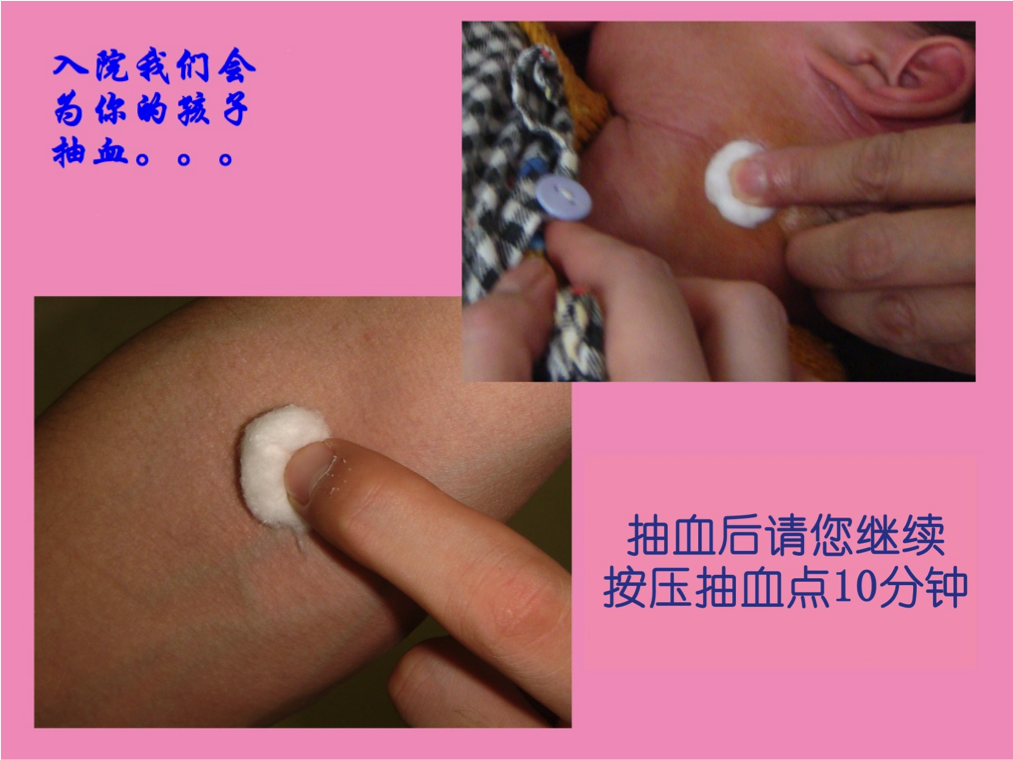 入院我们会
为你的孩子
抽血。。。
抽血后请您继续
按压抽血点10分钟